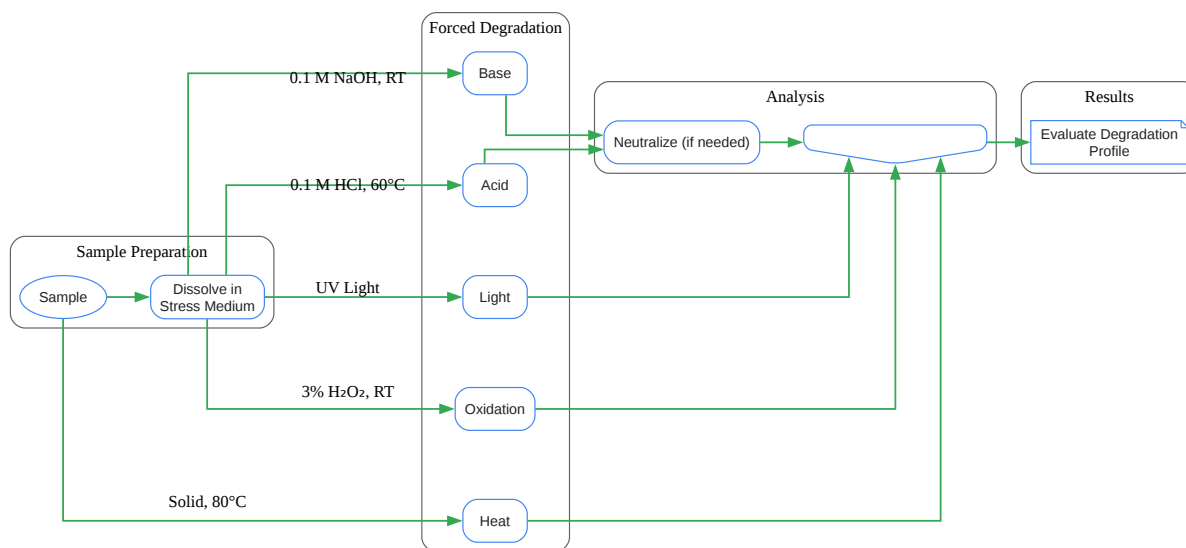 Forced Degradation
0.1 M NaOH, RT
Base
Analysis
Results
Neutralize (if needed)
Evaluate Degradation
Profile
0.1 M HCl, 60°C
Acid
Sample Preparation
Sample
Dissolve in
Stress Medium
UV Light
Light
3% H₂O₂, RT
Oxidation
Solid, 80°C
Heat